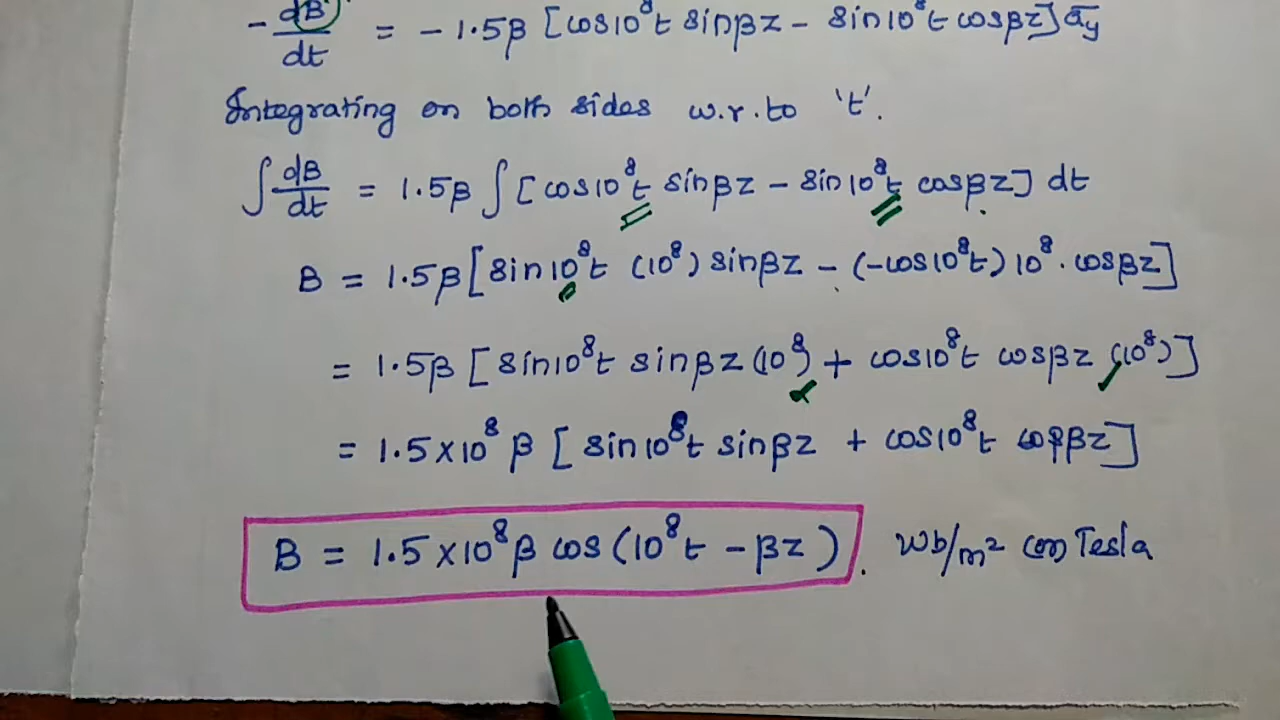 - dB/dt = - 1.5β [cos10⁸t sinβz - sin10⁸t cosβz] a̅y
Integrating on both sides w.r.to 't'.
∫ dB/dt = 1.5β ∫ [cos10⁸t sinβz - sin10⁸t cosβz] dt
B = 1.5β [sin10⁸t (10⁸) sinβz - (-cos10⁸t) 10⁸ . cosβz]
= 1.5β [sin10⁸t sinβz (10⁸) + cos10⁸t cosβz (10⁸)]
= 1.5×10⁸ β [sin10⁸t sinβz + cos10⁸t cosβz]
B = 1.5×10⁸ β cos (10⁸t - βz). Wb/m² (or) Tesla